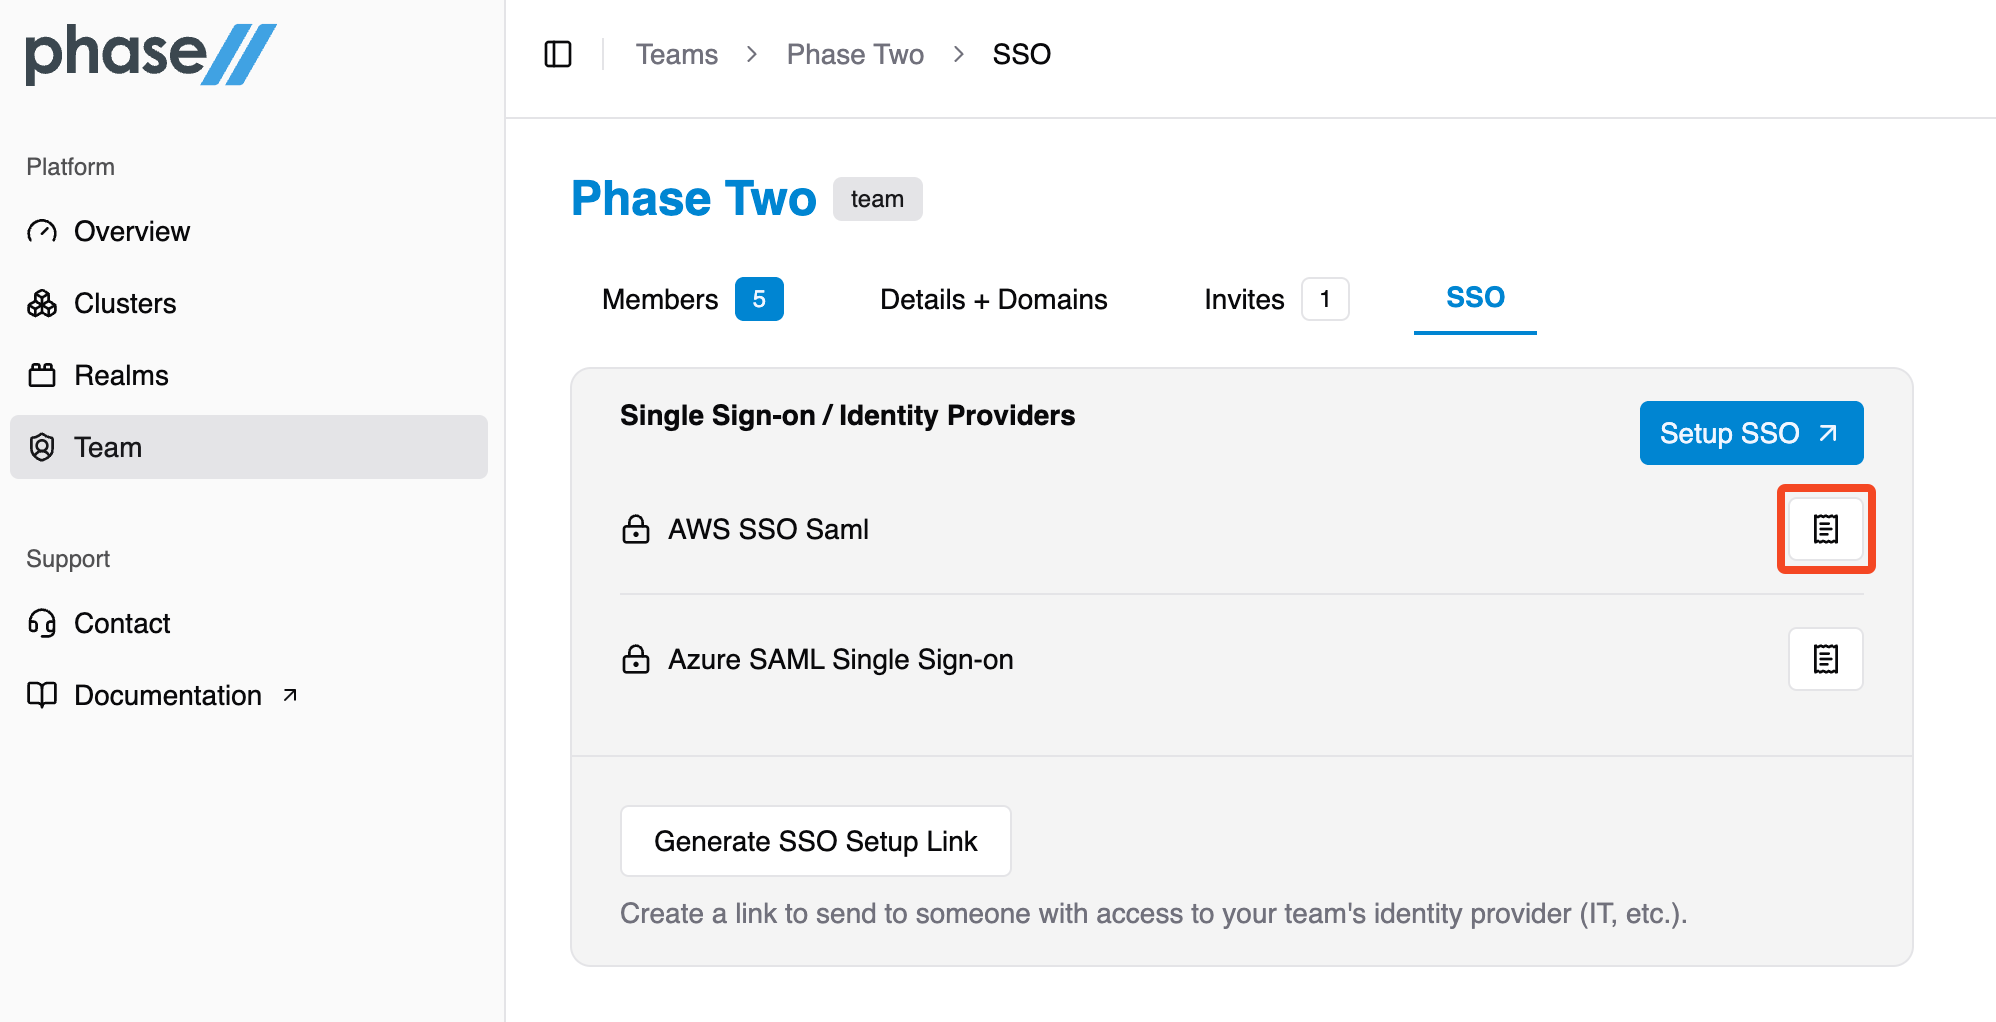 phase
Platform
Overview
Clusters
Realms
Team
Support
Contact
Documentation
Teams > Phase Two > SSO
Phase Two team
Members 5 Details + Domains Invites 1 SSO
Single Sign-on / Identity Providers
Setup SSO
AWS SSO Saml
Azure SAML Single Sign-on
Generate SSO Setup Link
Create a link to send to someone with access to your team's identity provider (IT, etc.).